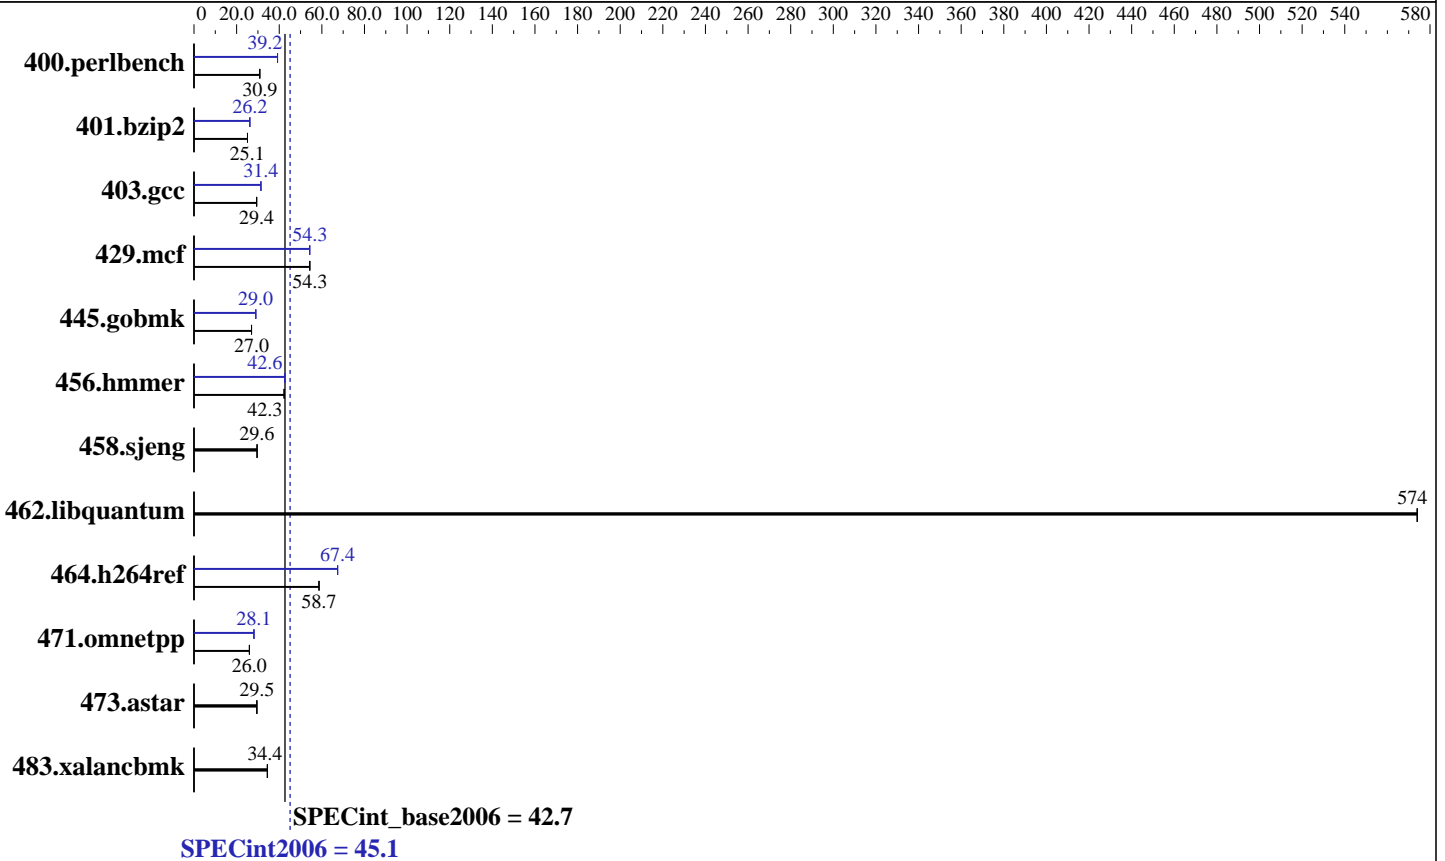 0 20.0 40.0 60.0 80.0 100 120 140 160 180 200 220 240 260 280 300 320 340 360 380 400 420 440 460 480 500 520 540 580
39.2
400.perlbench
30.9
26.2
401.bzip2
25.1
31.4
403.gcc
29.4
54.3
429.mcf
54.3
29.0
445.gobmk
27.0
42.6
456.hmmer
42.3
29.6
458.sjeng
574
462.libquantum
67.4
464.h264ref
58.7
28.1
471.omnetpp
26.0
29.5
473.astar
34.4
483.xalancbmk
SPECint_base2006 = 42.7
SPECint2006 = 45.1